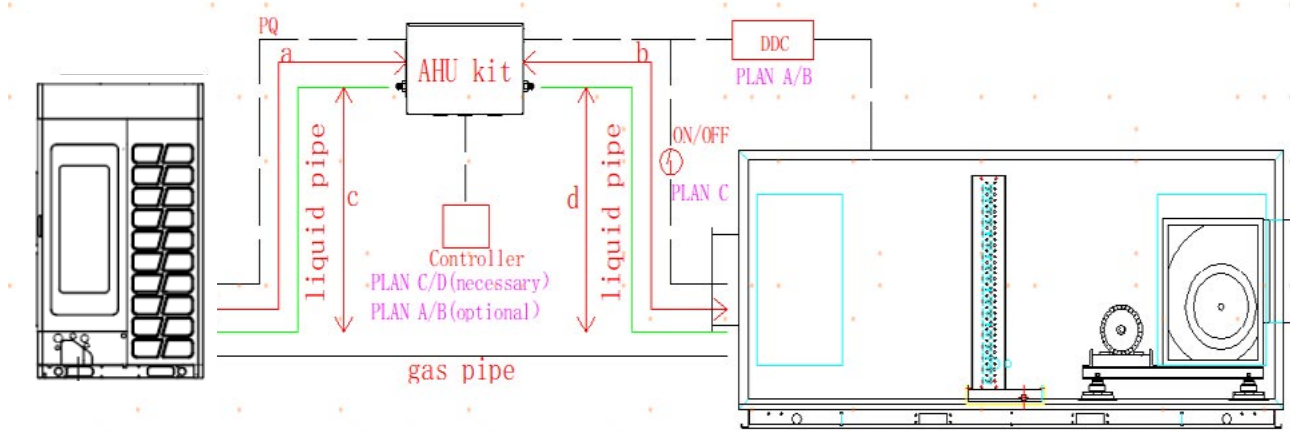 PQ
a
AHU kit
b
DDC
PLAN A/B
ON/OFF
PLAN C
liquid pipe
c
d
liquid pipe
Controller
PLAN C/D(necessary)
PLAN A/B(optional)
gas pipe